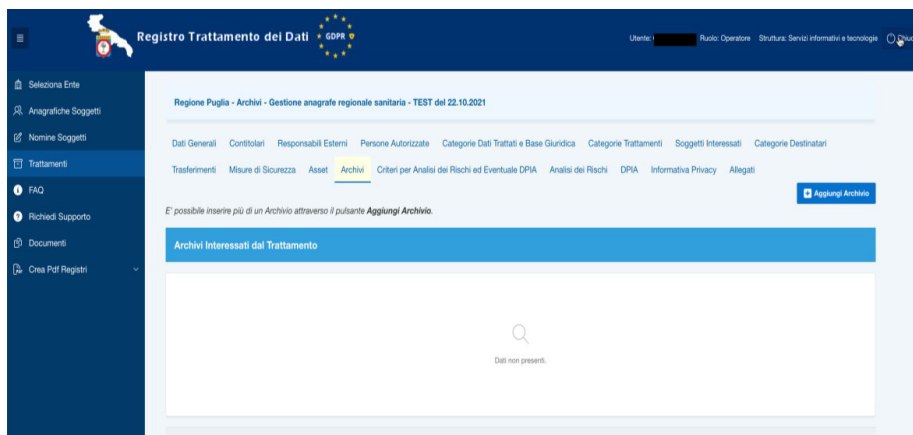 Registro Trattamento dei Dati
GDPR
Utente:
Ruolo: Operatore
Struttura: Servizi informativi e tecnologie
Seleziona Ente
Anagrafiche Soggetti
Nomine Soggetti
Trattamenti
FAQ
Richiedi Supporto
Documenti
Crea Pdf Registri
Regione Puglia - Archivi - Gestione anagrafe regionale sanitaria - TEST del 22.10.2021
Dati Generali Contitolari Responsabili Esterni Persone Autorizzate Categorie Dati Trattati e Base Giuridica Categorie Trattamenti Soggetti Interessati Categorie Destinatari
Trasferimenti Misure di Sicurezza Asset Archivi Criteri per Analisi dei Rischi ed Eventuale DPIA Analisi dei Rischi DPIA Informativa Privacy Allegati
Aggiungi Archivio
E' possibile inserire più di un Archivio attraverso il pulsante Aggiungi Archivio.
Archivi Interessati dal Trattamento
Dati non presenti.